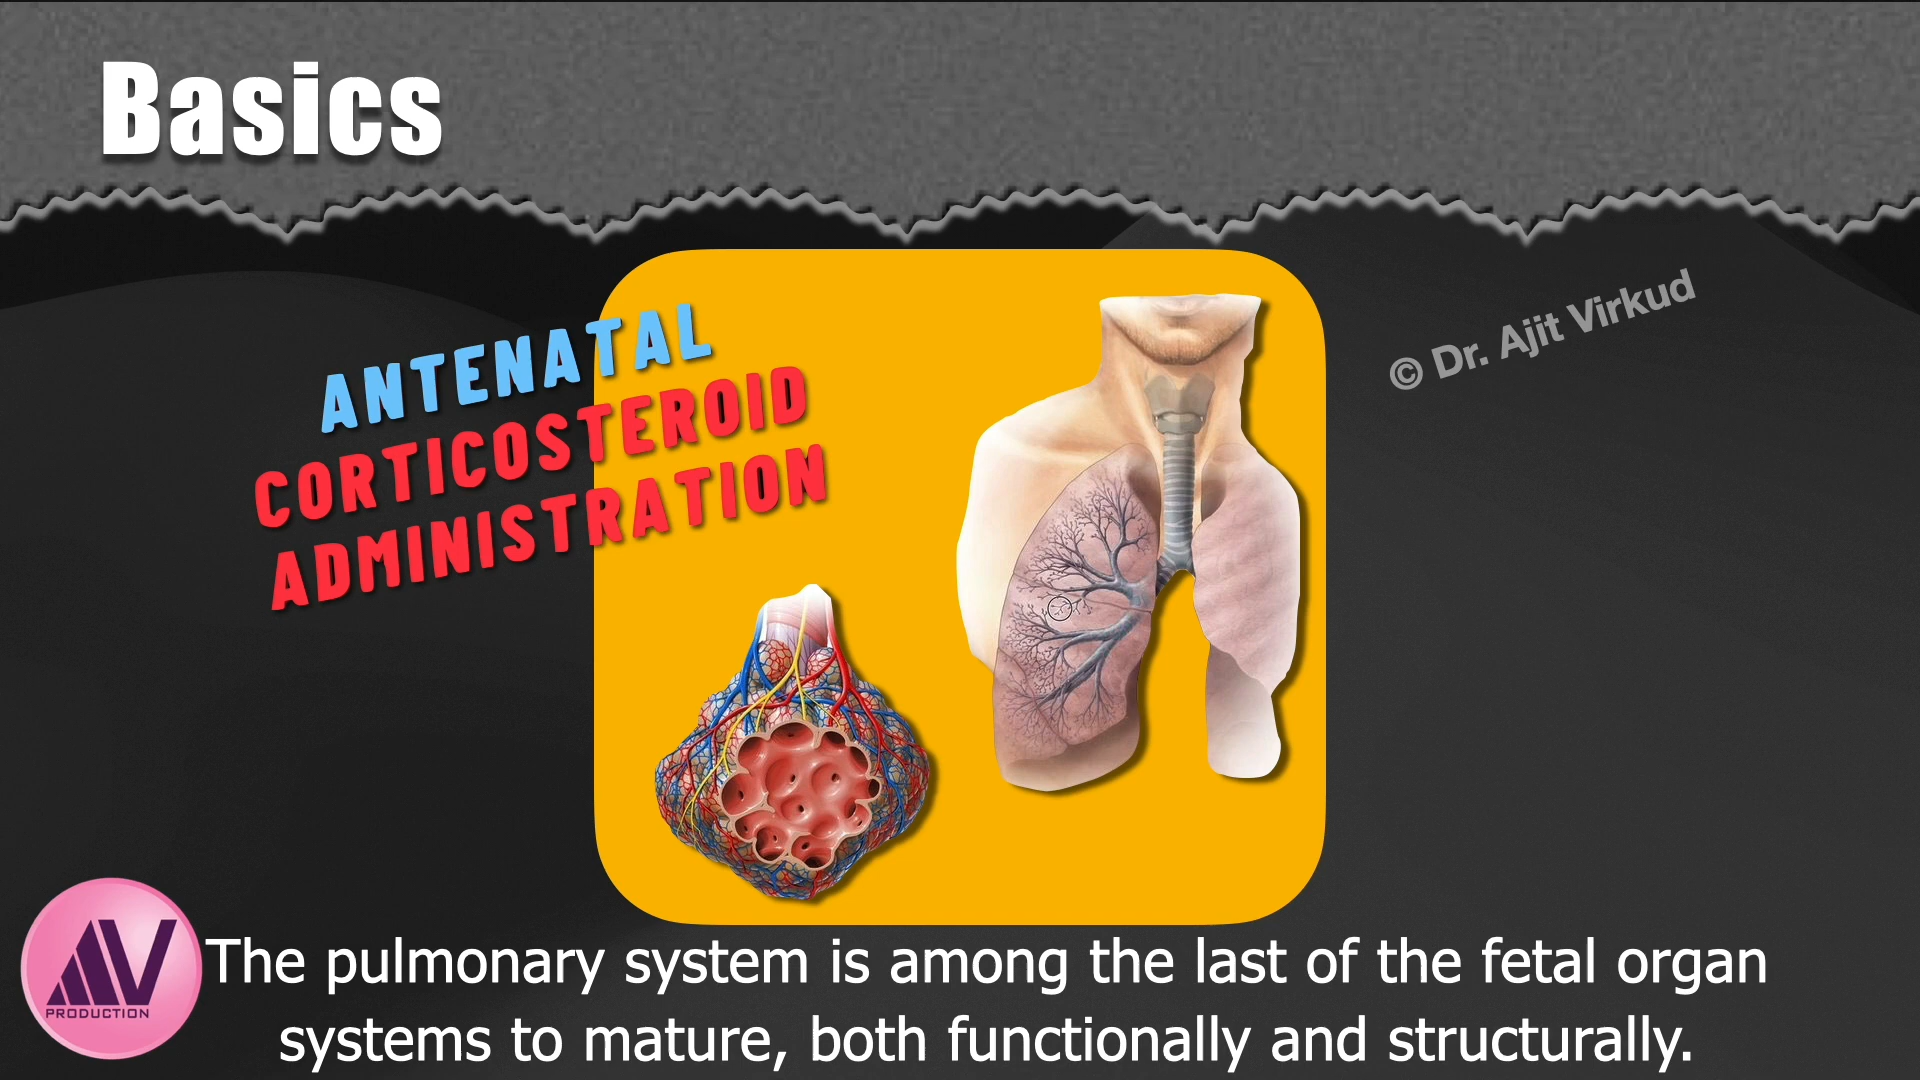 Basics
© Dr. Ajit Virkud
ANTENATAL
CORTICOSTEROID
ADMINISTRATION
AV
PRODUCTION
The pulmonary system is among the last of the fetal organ
systems to mature, both functionally and structurally.